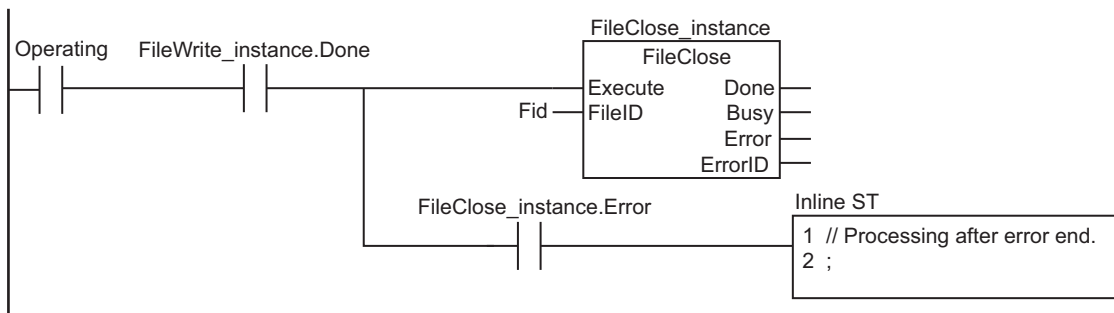 FileClose_instance
Operating FileWrite_instance.Done
FileClose
Execute Done
Fid FileID Busy
Error
ErrorID
FileClose_instance.Error
Inline ST
1 // Processing after error end.
2 ;